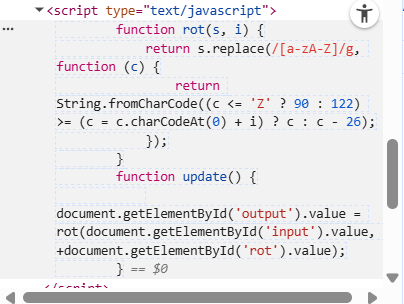 <script type="text/javascript">
function rot(s, i) {
return s.replace(/[a-zA-Z]/g,
function (c) {
return
String.fromCharCode((c <= 'Z' ? 90 : 122)
>= (c = c.charCodeAt(0) + i) ? c : c - 26);
});
}
function update() {
document.getElementById('output').value =
rot(document.getElementById('input').value,
+document.getElementById('rot').value);
} == $0
</script>